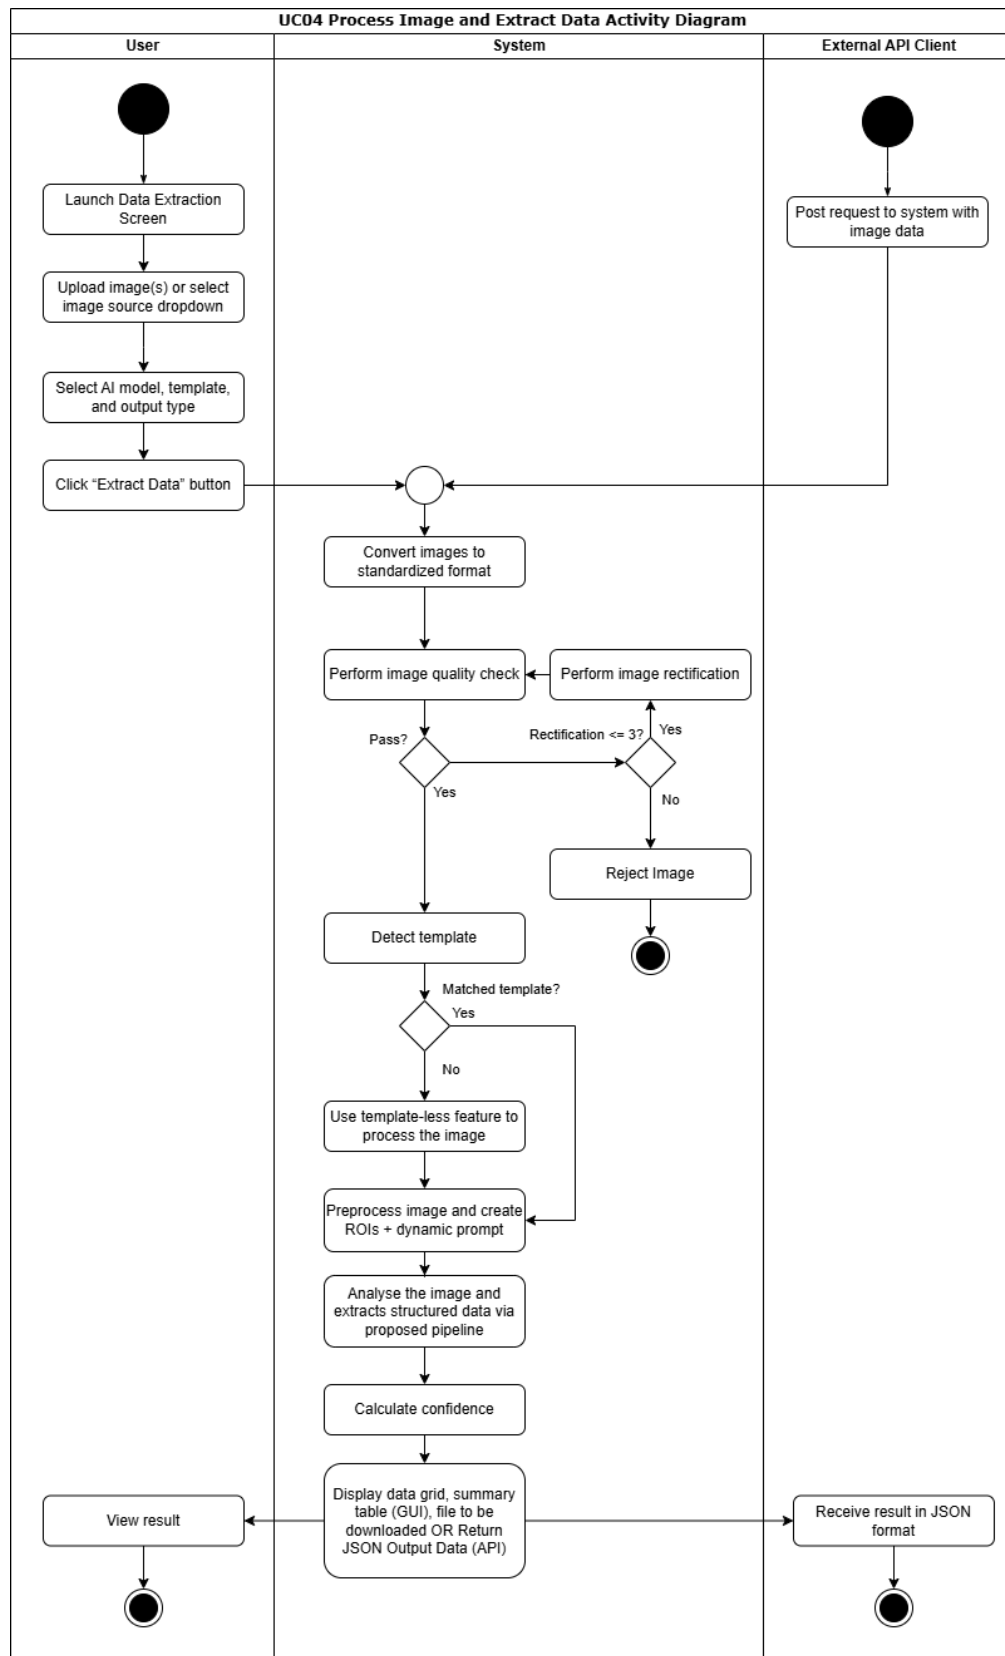 UC04 Process Image and Extract Data Activity Diagram
User
System
External API Client
Launch Data Extraction
Screen
Post request to system with
image data
Upload image(s) or select
image source dropdown
Select AI model, template,
and output type
Click “Extract Data” button
Convert images to
standardized format
Perform image quality check
Perform image rectification
Pass?
Rectification <= 3?
Yes
Yes
No
Reject Image
Detect template
Matched template?
Yes
No
Use template-less feature to
process the image
Preprocess image and create
ROIs + dynamic prompt
Analyse the image and
extracts structured data via
proposed pipeline
Calculate confidence
Display data grid, summary
table (GUI), file to be
downloaded OR Return
JSON Output Data (API)
View result
Receive result in JSON
format